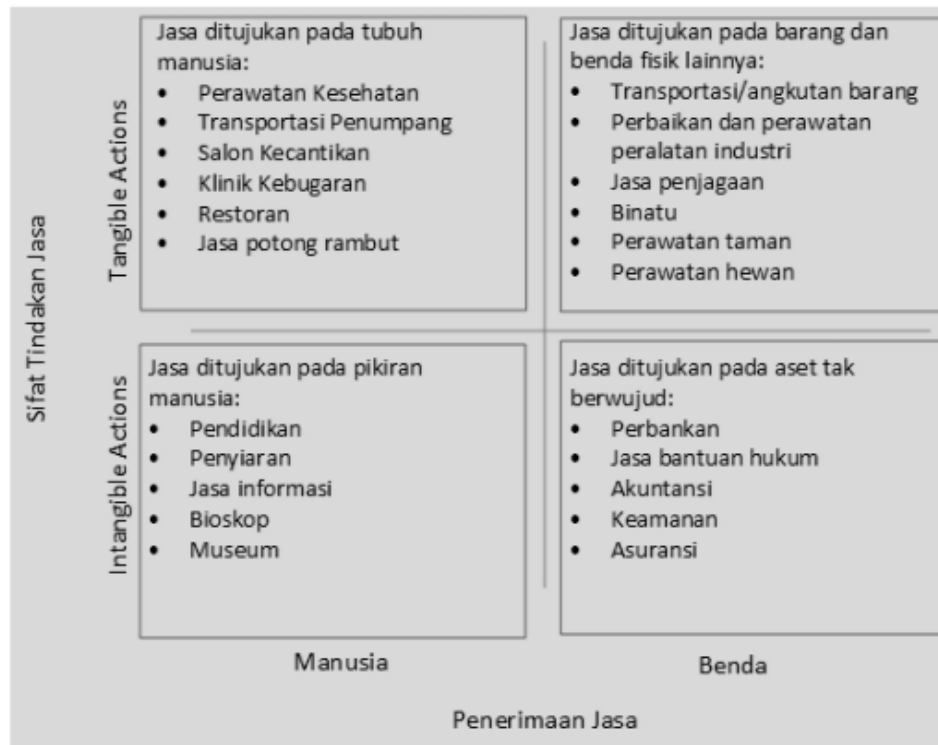 Sifat Tindakan Jasa
Tangible Actions
Jasa ditujukan pada tubuh
manusia:
• Perawatan Kesehatan
• Transportasi Penumpang
• Salon Kecantikan
• Klinik Kebugaran
• Restoran
• Jasa potong rambut
Jasa ditujukan pada barang dan
benda fisik lainnya:
• Transportasi/angkutan barang
• Perbaikan dan perawatan
peralatan industri
• Jasa penjagaan
• Binatu
• Perawatan taman
• Perawatan hewan
Intangible Actions
Jasa ditujukan pada pikiran
manusia:
• Pendidikan
• Penyiaran
• Jasa informasi
• Bioskop
• Museum
Jasa ditujukan pada aset tak
berwujud:
• Perbankan
• Jasa bantuan hukum
• Akuntansi
• Keamanan
• Asuransi
Manusia
Benda
Penerimaan Jasa